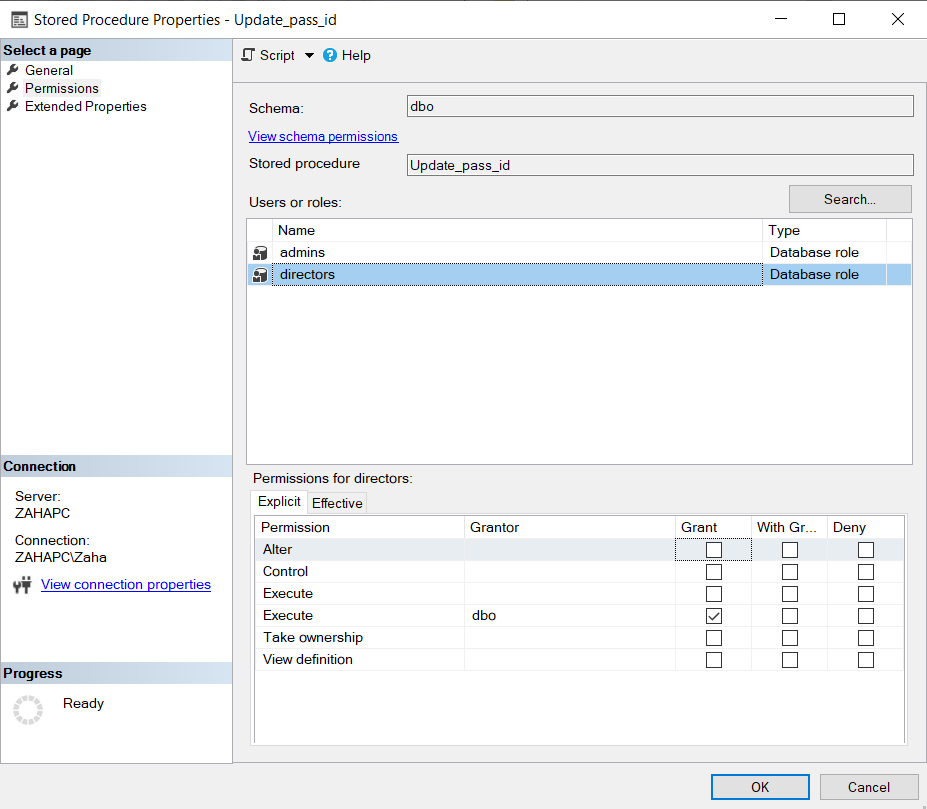 Stored Procedure Properties - Update_pass_id
Select a page
General
Permissions
Extended Properties
Script
Help
Schema:
dbo
View schema permissions
Stored procedure
Update_pass_id
Users or roles:
Search...
Name Type
admins Database role
directors Database role
Permissions for directors:
Explicit Effective
Permission Grantor Grant With Gr... Deny
Alter
Control
Execute
Execute dbo
Take ownership
View definition
Connection
Server:
ZAHAPC
Connection:
ZAHAPC\Zaha
View connection properties
Progress
Ready
OK Cancel